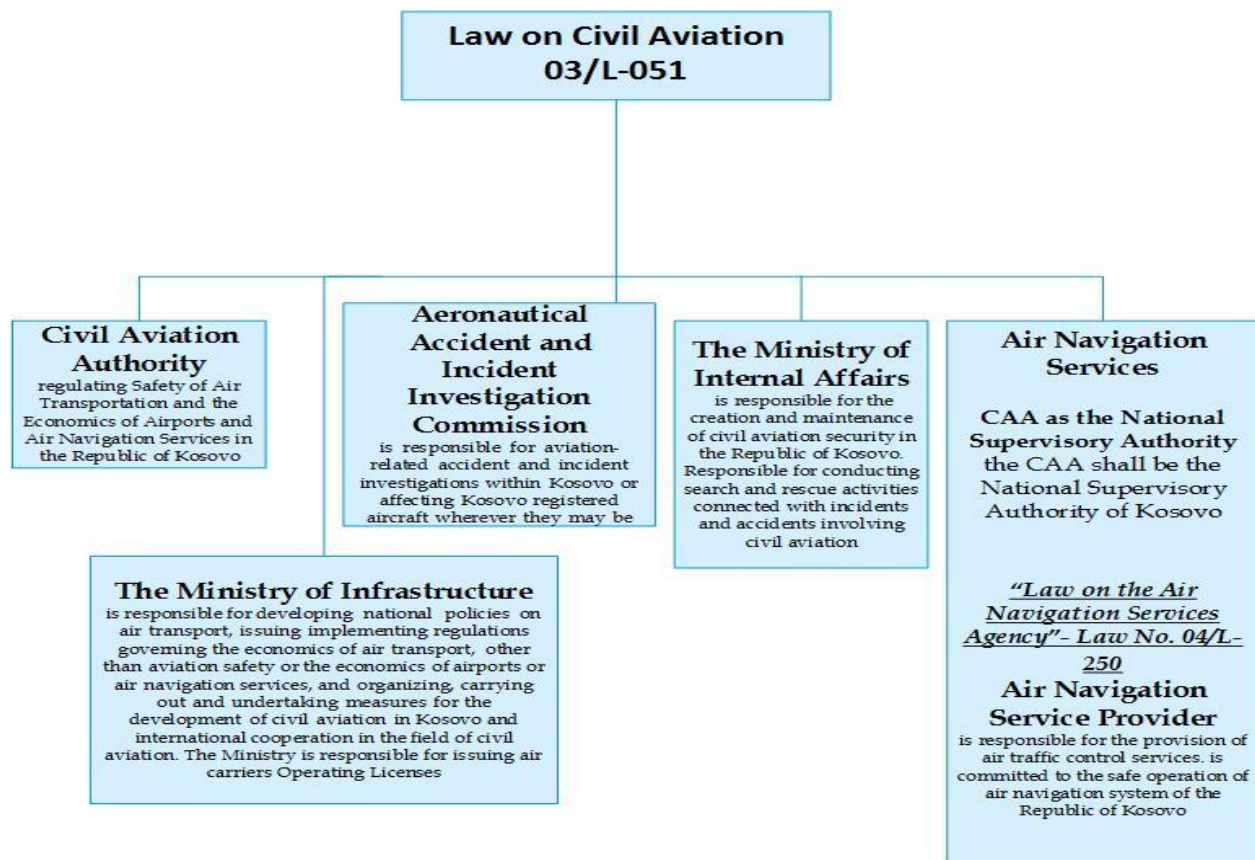 Law on Civil Aviation
03/L-051
Civil Aviation
Authority
regulating Safety of Air
Transportation and the
Economics of Airports and
Air Navigation Services in
the Republic of Kosovo
Aeronautical
Accident and
Incident
Investigation
Commission
is responsible for aviation-
related accident and incident
investigations within Kosovo or
affecting Kosovo registered
aircraft wherever they may be
The Ministry of
Internal Affairs
is responsible for the
creation and maintenance
of civil aviation security in
the Republic of Kosovo.
Responsible for conducting
search and rescue activities
connected with incidents
and accidents involving
civil aviation
Air Navigation
Services
CAA as the National
Supervisory Authority
the CAA shall be the
National Supervisory
Authority of Kosovo
“Law on the Air
Navigation Services
Agency”- Law No. 04/L-
250
Air Navigation
Service Provider
is responsible for the provision of
air traffic control services. is
committed to the safe operation of
air navigation system of the
Republic of Kosovo
The Ministry of Infrastructure
is responsible for developing national policies on
air transport, issuing implementing regulations
governing the economics of air transport, other
than aviation safety or the economics of airports or
air navigation services, and organizing, carrying
out and undertaking measures for the
development of civil aviation in Kosovo and
international cooperation in the field of civil
aviation. The Ministry is responsible for issuing air
carriers Operating Licenses